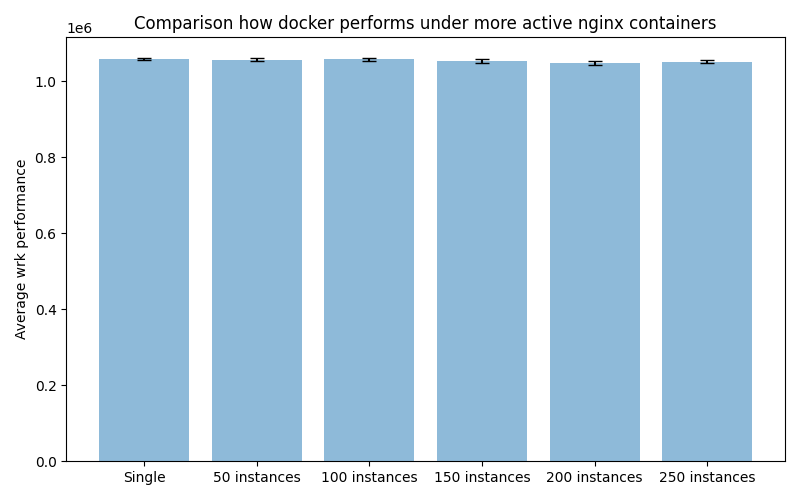 Comparison how docker performs under more active nginx containers
1e6
1.0
0.8
0.6
0.4
0.2
0.0
Average wrk performance
Single
50 instances
100 instances
150 instances
200 instances
250 instances